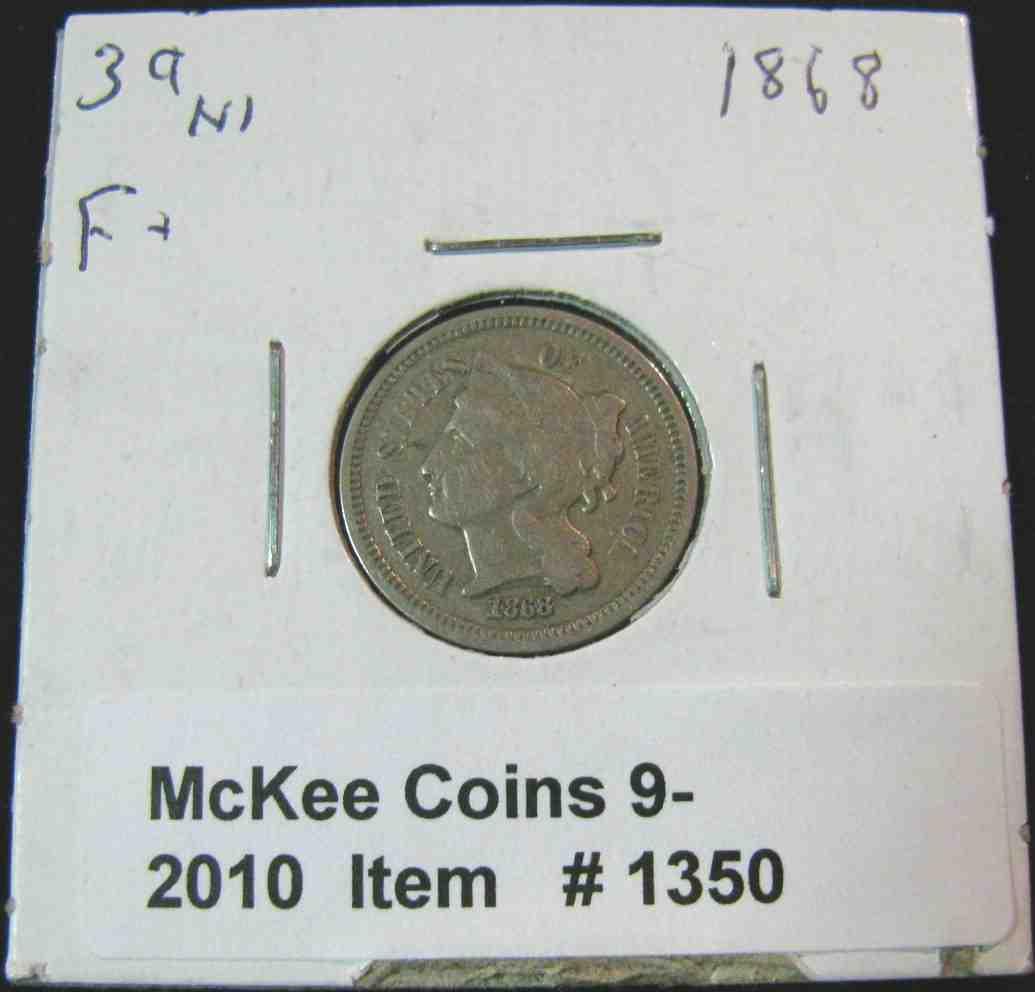 3¢ NI 1868
F+
UNITED STATES OF AMERICA
1868
McKee Coins 9-
2010 Item # 1350